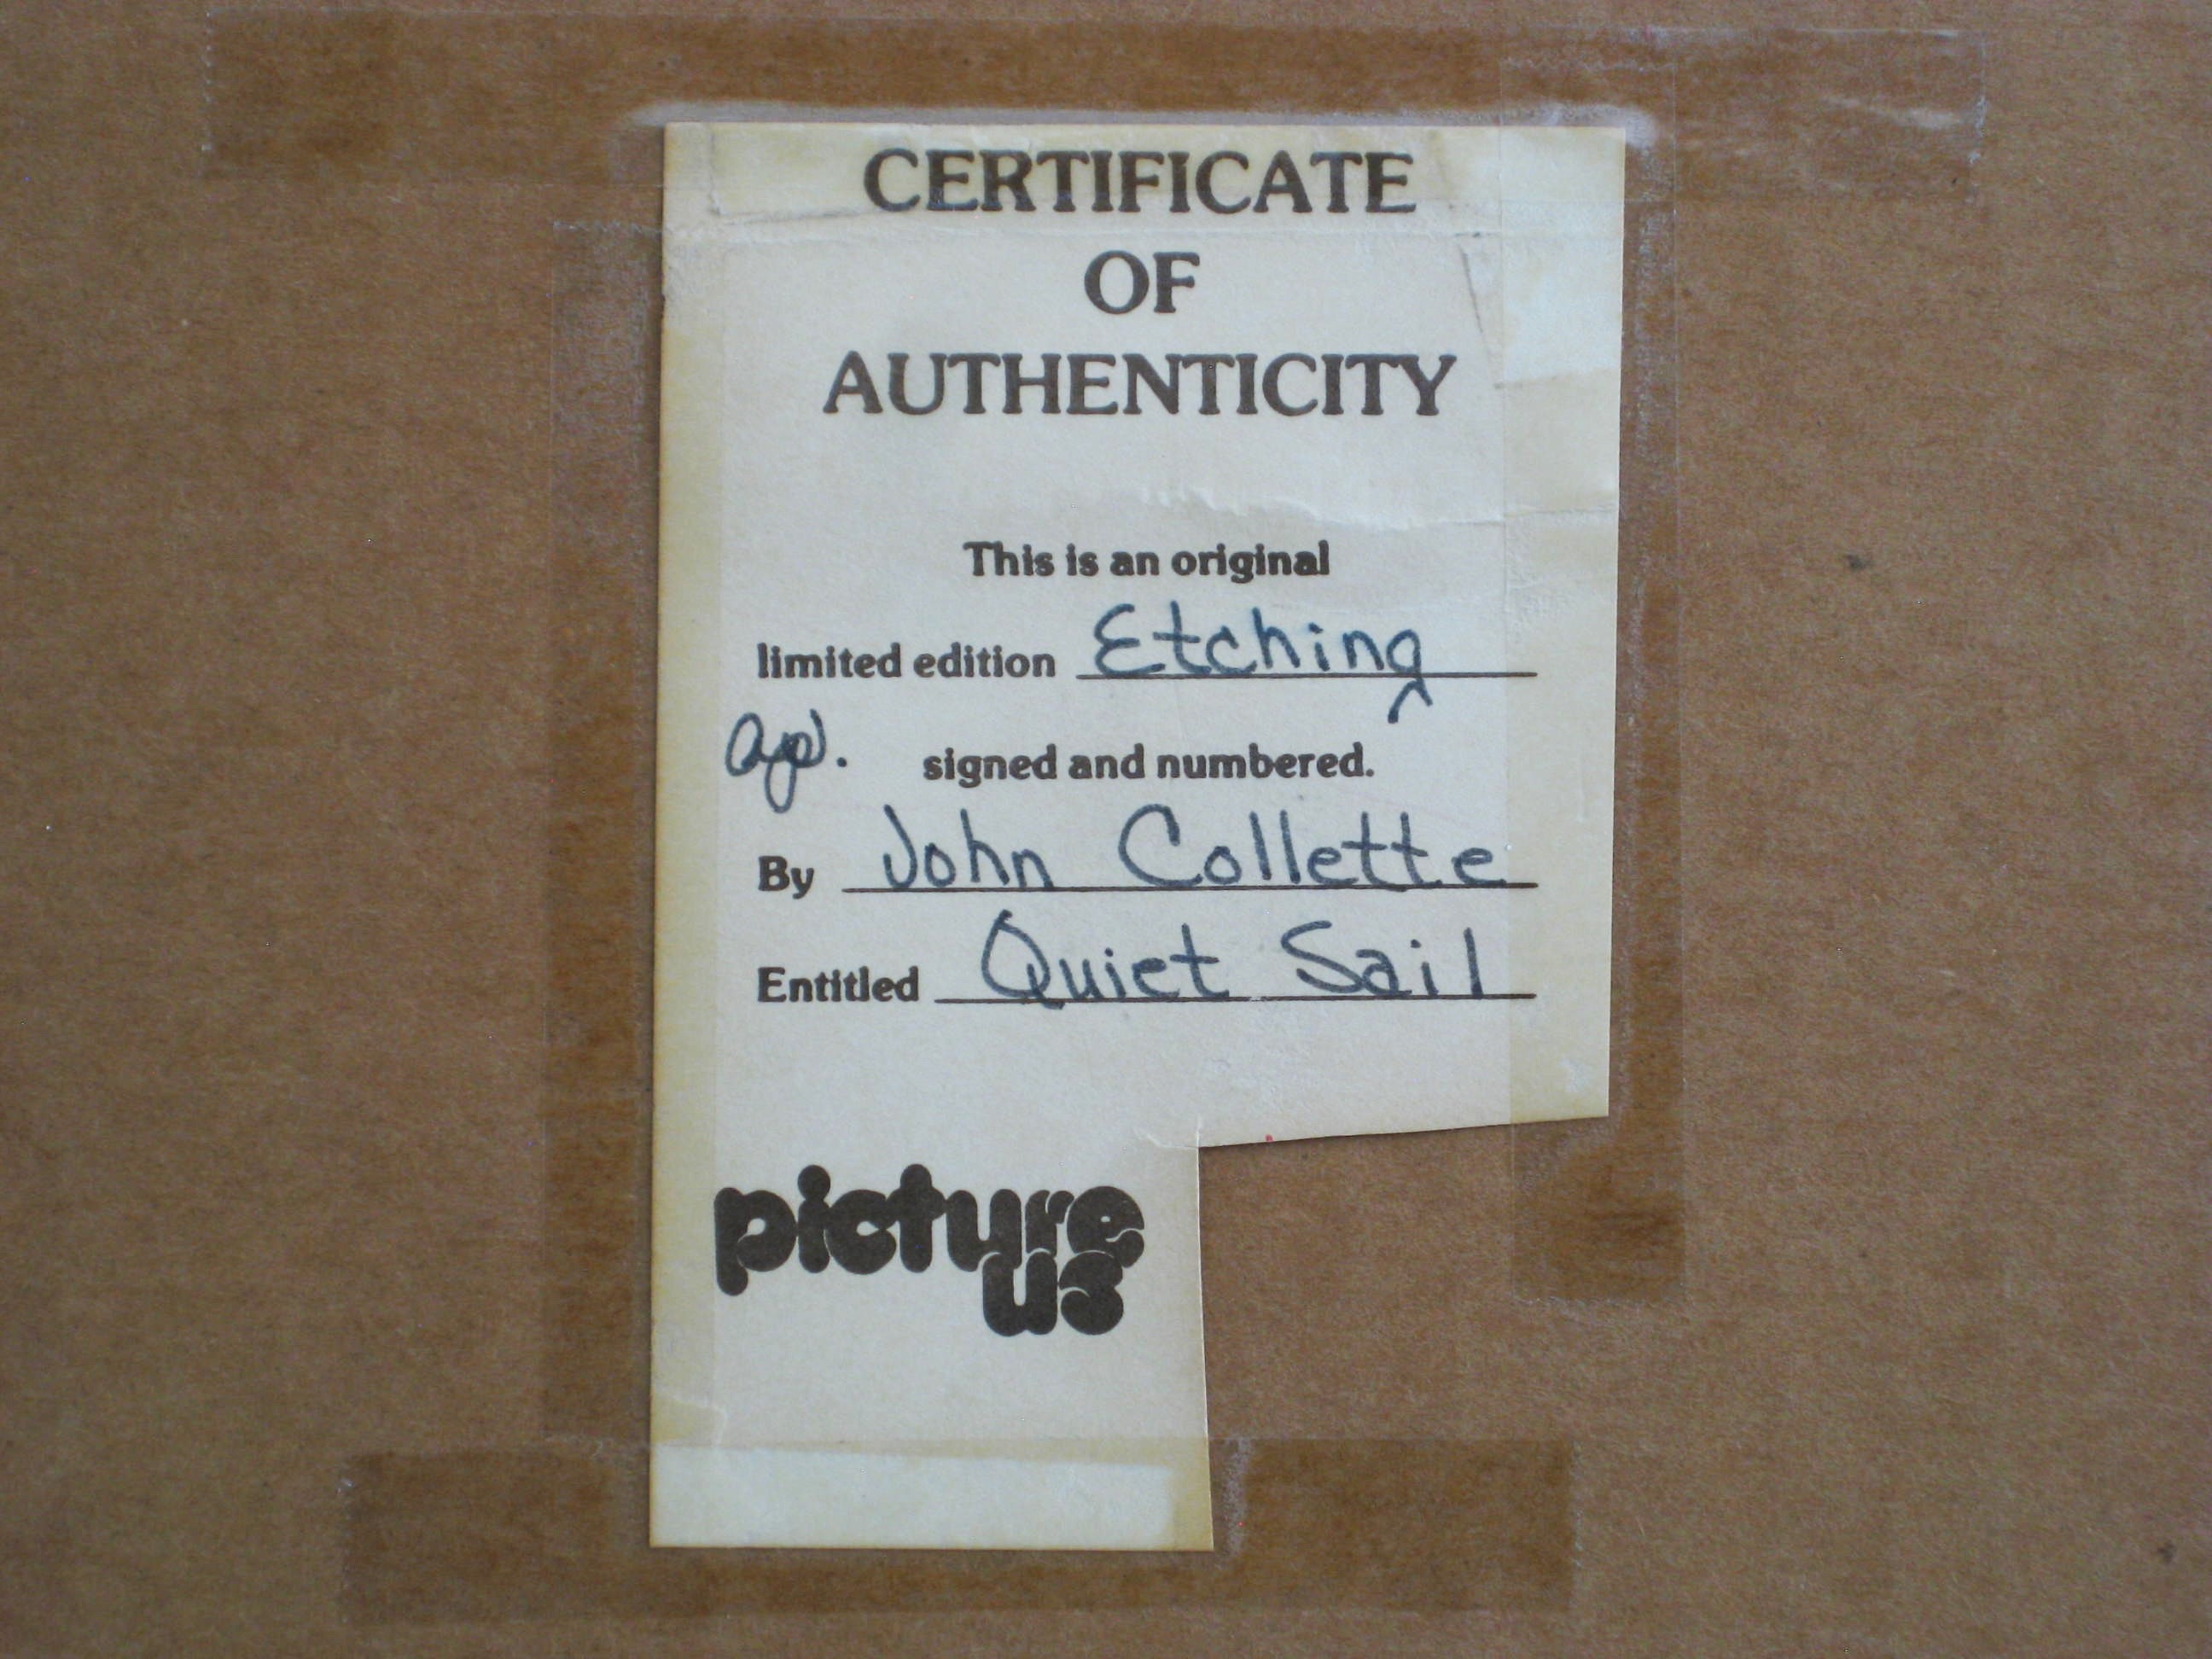 CERTIFICATE
OF
AUTHENTICITY
This is an original
limited edition Etching
a.p. signed and numbered.
By John Collette
Entitled Quiet Sail
picture
us